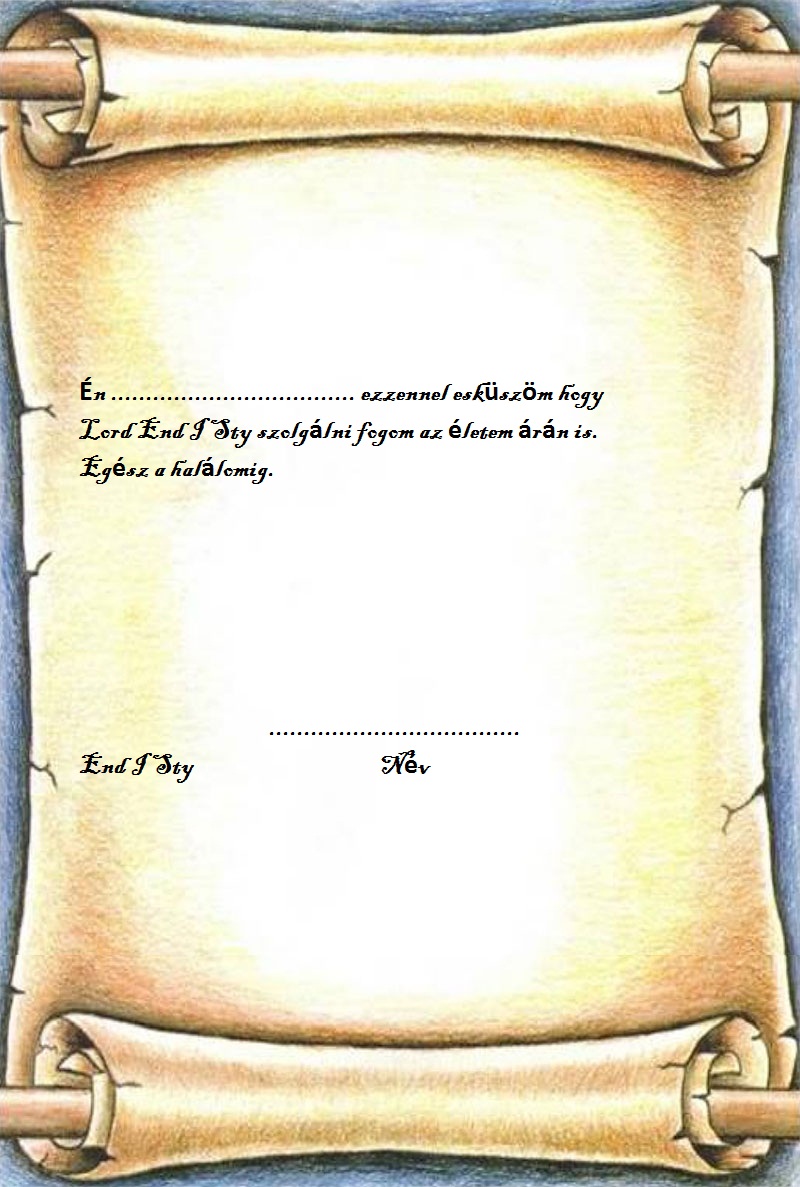 Én ................................... ezzennel esküszöm hogy
Lord End I Sty szolgálni fogom az életem árán is.
Egész a halálomig.
....................................
End I Sty Név